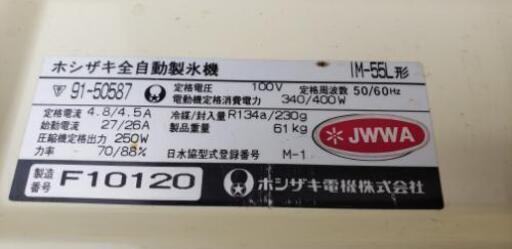 ホシザキ全自動製氷機 IM-55L形
91-50587 定格電圧 100V 定格周波数 50/60Hz
電動機定格消費電力 340/400W
定格電流 4.8/4.5A 冷媒/封入量 R134a/230g
始動電流 27/26A 製品重量 61kg
圧縮機定格出力 250W
力率 70/88% 日水協型式登録番号 M-1
JWWA
製造番号 F10120 ホシザキ電機株式会社